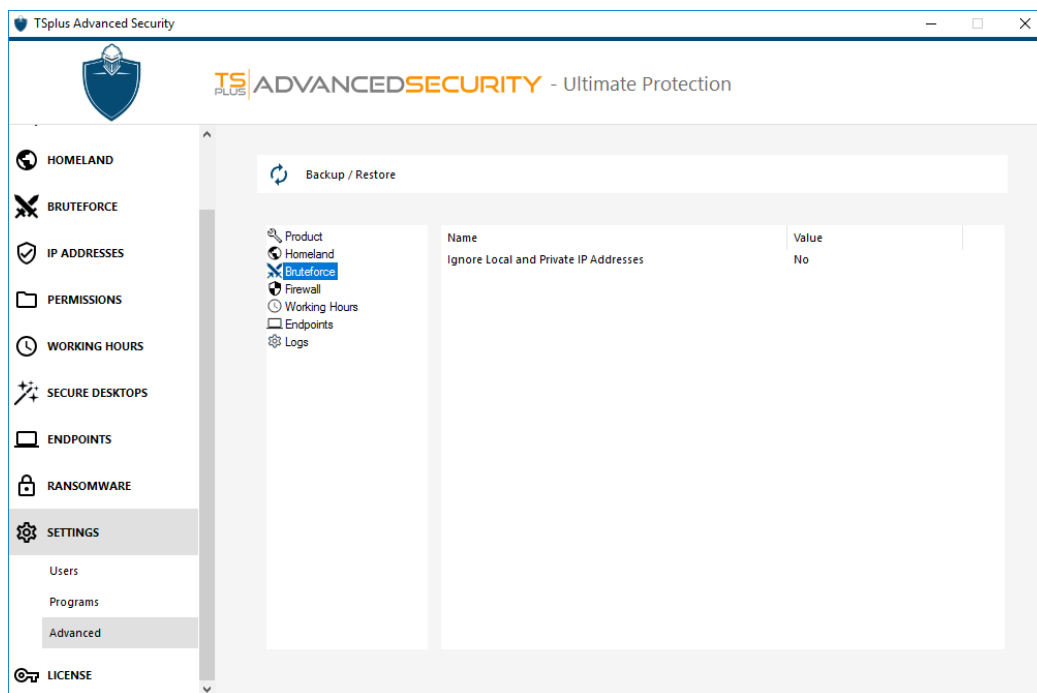 TSplus Advanced Security
TS PLUS ADVANCEDSECURITY - Ultimate Protection
HOMELAND
BRUTEFORCE
IP ADDRESSES
PERMISSIONS
WORKING HOURS
SECURE DESKTOPS
ENDPOINTS
RANSOMWARE
SETTINGS
Users
Programs
Advanced
LICENSE
Backup / Restore
Product
Homeland
Bruteforce
Firewall
Working Hours
Endpoints
Logs
Name Value
Ignore Local and Private IP Addresses No